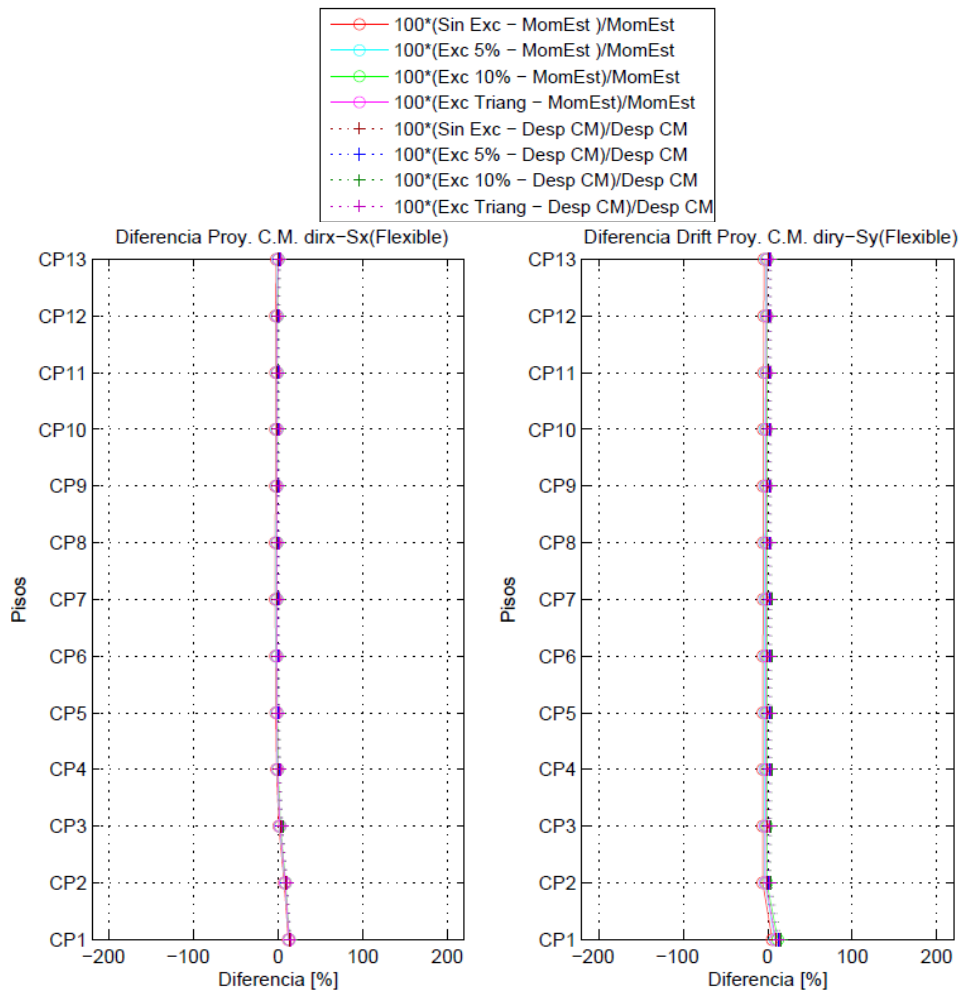 100*(Sin Exc − MomEst )/MomEst
100*(Exc 5% − MomEst )/MomEst
100*(Exc 10% − MomEst)/MomEst
100*(Exc Triang − MomEst)/MomEst
100*(Sin Exc − Desp CM)/Desp CM
100*(Exc 5% − Desp CM)/Desp CM
100*(Exc 10% − Desp CM)/Desp CM
100*(Exc Triang − Desp CM)/Desp CM
Diferencia Proy. C.M. dirx−Sx(Flexible)
CP13
CP12
CP11
CP10
CP9
CP8
CP7
CP6
CP5
CP4
CP3
CP2
CP1
Pisos
−200 −100 0 100 200
Diferencia [%]
Diferencia Drift Proy. C.M. diry−Sy(Flexible)
CP13
CP12
CP11
CP10
CP9
CP8
CP7
CP6
CP5
CP4
CP3
CP2
CP1
Pisos
−200 −100 0 100 200
Diferencia [%]